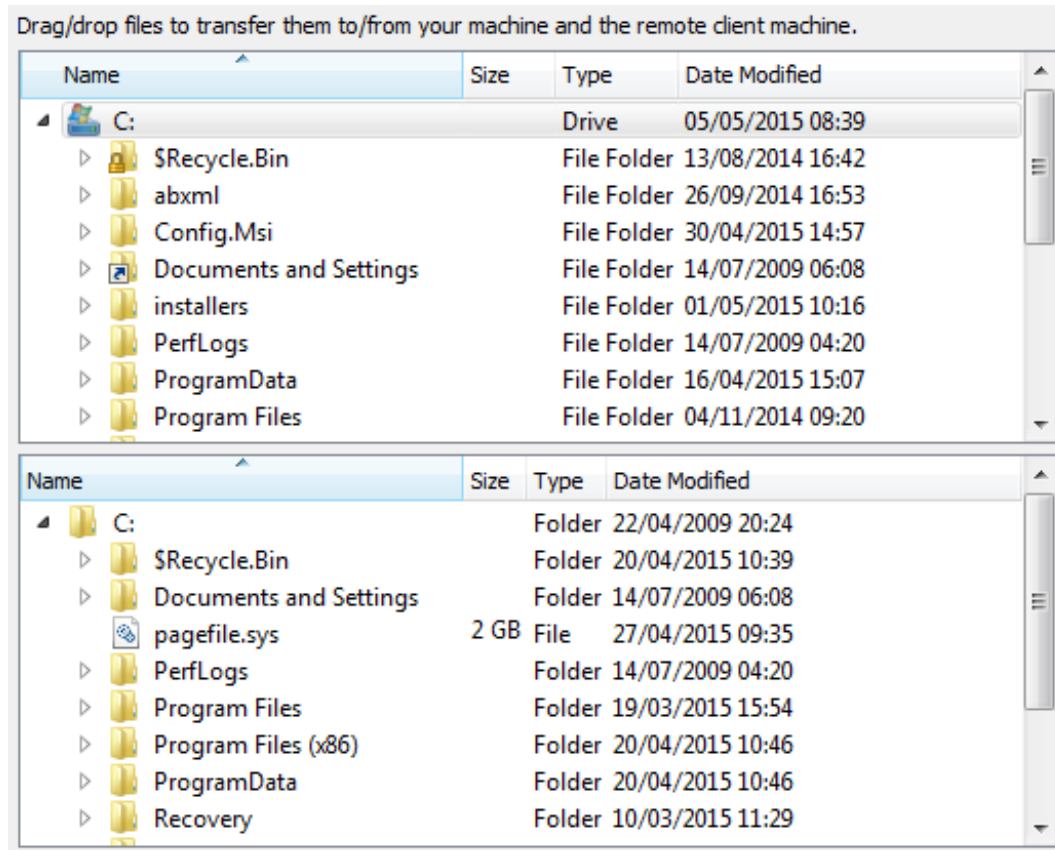 Drag/drop files to transfer them to/from your machine and the remote client machine.
Name Size Type Date Modified
C: Drive 05/05/2015 08:39
$Recycle.Bin File Folder 13/08/2014 16:42
abxml File Folder 26/09/2014 16:53
Config.Msi File Folder 30/04/2015 14:57
Documents and Settings File Folder 14/07/2009 06:08
installers File Folder 01/05/2015 10:16
PerfLogs File Folder 14/07/2009 04:20
ProgramData File Folder 16/04/2015 15:07
Program Files File Folder 04/11/2014 09:20
Name Size Type Date Modified
C: Folder 22/04/2009 20:24
$Recycle.Bin Folder 20/04/2015 10:39
Documents and Settings Folder 14/07/2009 06:08
pagefile.sys 2 GB File 27/04/2015 09:35
PerfLogs Folder 14/07/2009 04:20
Program Files Folder 19/03/2015 15:54
Program Files (x86) Folder 20/04/2015 10:46
ProgramData Folder 20/04/2015 10:46
Recovery Folder 10/03/2015 11:29